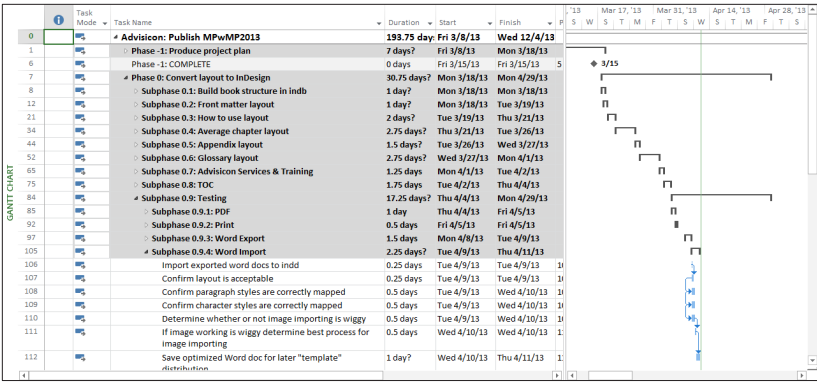 Task
Mode Task Name Duration Start Finish P , '13 Mar 17, '13 Mar 31, '13 Apr 14, '13 Apr 28, '13
S W S T M F T S W S T M F T S
0 Advisicon: Publish MPwMP2013 193.75 day: Fri 3/8/13 Wed 12/4/13
1 Phase -1: Produce project plan 7 days? Fri 3/8/13 Mon 3/18/13
6 Phase -1: COMPLETE 0 days Fri 3/15/13 Fri 3/15/13 5 3/15
7 Phase 0: Convert layout to InDesign 30.75 days? Mon 3/18/13 Mon 4/29/13
8 Subphase 0.1: Build book structure in indb 1 day? Mon 3/18/13 Mon 3/18/13
12 Subphase 0.2: Front matter layout 1 day? Mon 3/18/13 Tue 3/19/13
21 Subphase 0.3: How to use layout 2 days? Tue 3/19/13 Thu 3/21/13
34 Subphase 0.4: Average chapter layout 2.75 days? Thu 3/21/13 Tue 3/26/13
44 Subphase 0.5: Appendix layout 1.5 days? Tue 3/26/13 Wed 3/27/13
52 Subphase 0.6: Glossary layout 2.75 days? Wed 3/27/13 Mon 4/1/13
65 Subphase 0.7: Advisicon Services & Training 1.25 days Mon 4/1/13 Tue 4/2/13
75 Subphase 0.8: TOC 1.75 days Tue 4/2/13 Thu 4/4/13
84 Subphase 0.9: Testing 17.25 days? Thu 4/4/13 Mon 4/29/13
85 Subphase 0.9.1: PDF 1 day Thu 4/4/13 Fri 4/5/13
92 Subphase 0.9.2: Print 0.5 days Fri 4/5/13 Fri 4/5/13
97 Subphase 0.9.3: Word Export 1.5 days Mon 4/8/13 Tue 4/9/13
105 Subphase 0.9.4: Word Import 2.25 days? Tue 4/9/13 Thu 4/11/13
106 Import exported word docs to indd 0.25 days Tue 4/9/13 Tue 4/9/13
107 Confirm layout is acceptable 0.25 days Tue 4/9/13 Tue 4/9/13
108 Confirm paragraph styles are correctly mapped 0.5 days Tue 4/9/13 Wed 4/10/13
109 Confirm character styles are correctly mapped 0.5 days Tue 4/9/13 Wed 4/10/13
110 Determine whether or not image importing is wiggy 0.5 days Tue 4/9/13 Wed 4/10/13
111 If image working is wiggy determine best process for 0.5 days Wed 4/10/13 Wed 4/10/13
image importing
112 Save optimized Word doc for later "template" 1 day? Wed 4/10/13 Thu 4/11/13
distribution
GANTT CHART